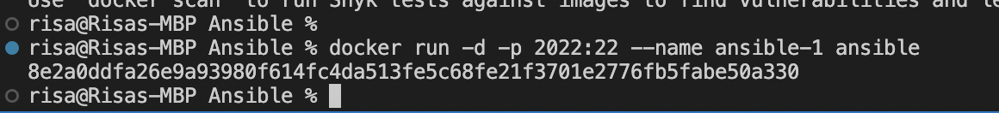 use `docker scan` to run Snyk tests against images to find vulnerabilities and le
risa@Risas-MBP Ansible %
risa@Risas-MBP Ansible % docker run -d -p 2022:22 --name ansible-1 ansible
8e2a0ddfa26e9a93980f614fc4da513fe5c68fe21f3701e2776fb5fabe50a330
risa@Risas-MBP Ansible %